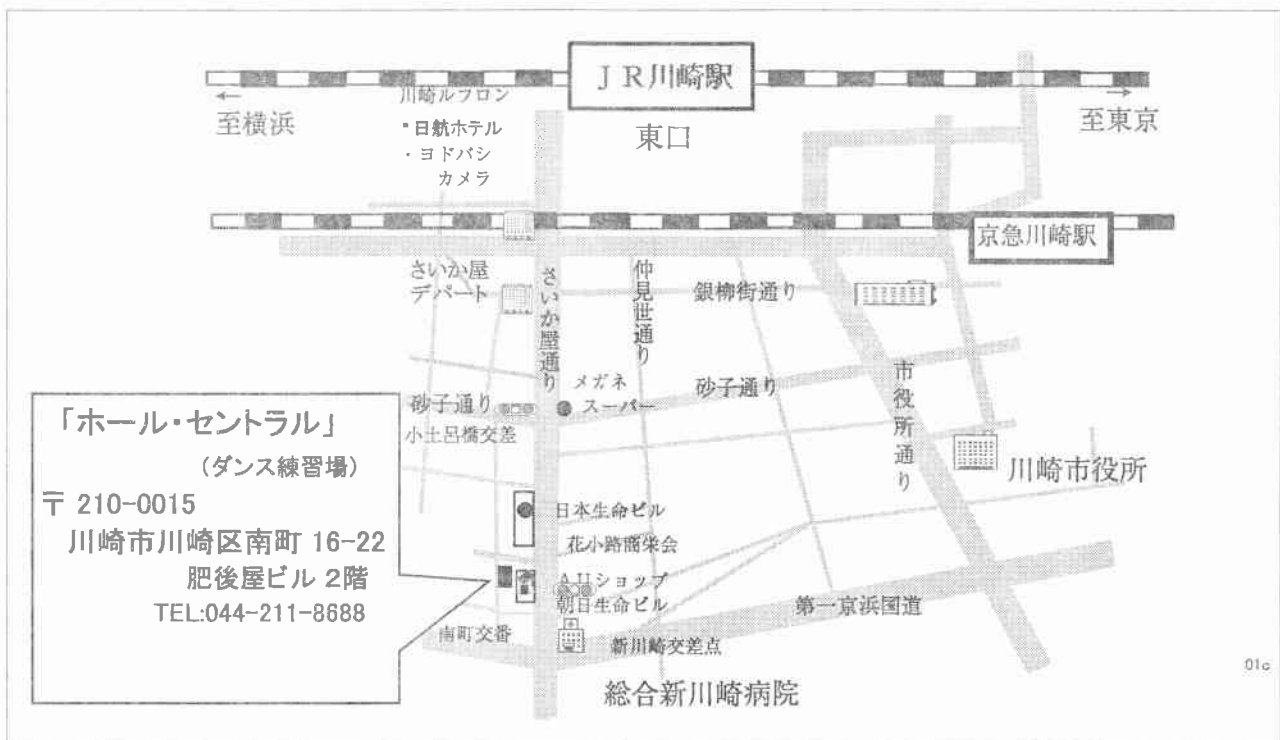 JR川崎駅
川崎ルフロン
←
→
至横浜
至東京
・日航ホテル
東口
・ヨドバシ
カメラ
京急川崎駅
さいか屋
デパート
さいか屋通り
仲見世通り
銀柳街通り
メガネ
スーパー
砂子通り
砂子通り
市役所通り
小土呂橋交差
川崎市役所
「ホール・セントラル」
(ダンス練習場)
〒210-0015
川崎市川崎区南町 16-22
肥後屋ビル 2階
TEL:044-211-8688
日本生命ビル
花小路商栄会
AUショップ
朝日生命ビル
第一京浜国道
南町交番
新川崎交差点
総合新川崎病院
01c